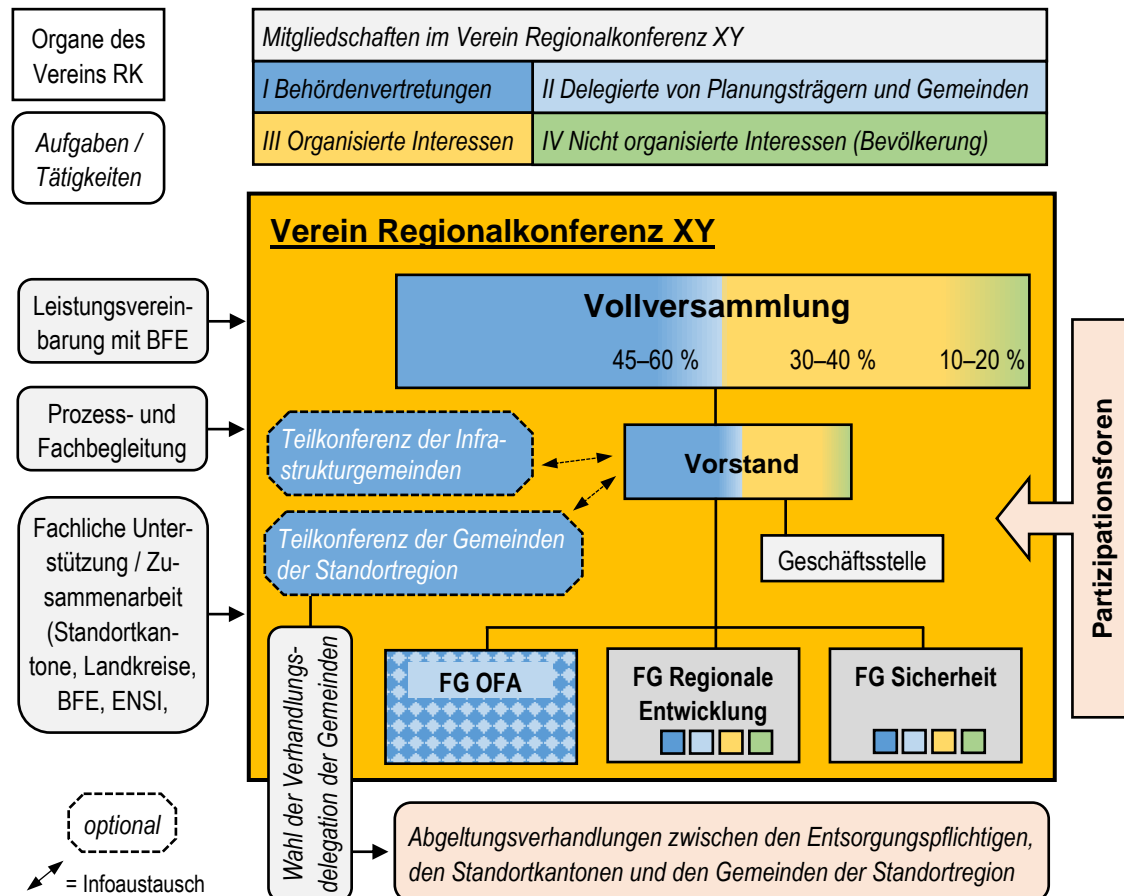 Organe des
Vereins RK
Aufgaben /
Tätigkeiten
Mitgliedschaften im Verein Regionalkonferenz XY
I Behördenvertretungen
II Delegierte von Planungsträgern und Gemeinden
III Organisierte Interessen
IV Nicht organisierte Interessen (Bevölkerung)
Verein Regionalkonferenz XY
Vollversammlung
45–60 %
30–40 %
10–20 %
Leistungsverein-
barung mit BFE
Prozess- und
Fachbegleitung
Fachliche Unter-
stützung / Zu-
sammenarbeit
(Standortkan-
tone, Landkreise,
BFE, ENSI,
Teilkonferenz der Infra-
strukturgemeinden
Teilkonferenz der Gemeinden
der Standortregion
Vorstand
Geschäftsstelle
Partizipationsforen
FG OFA
FG Regionale
Entwicklung
FG Sicherheit
Wahl der Verhandlungs-
delegation der Gemeinden
Abgeltungsverhandlungen zwischen den Entsorgungspflichtigen,
den Standortkantonen und den Gemeinden der Standortregion
optional
= Infoaustausch